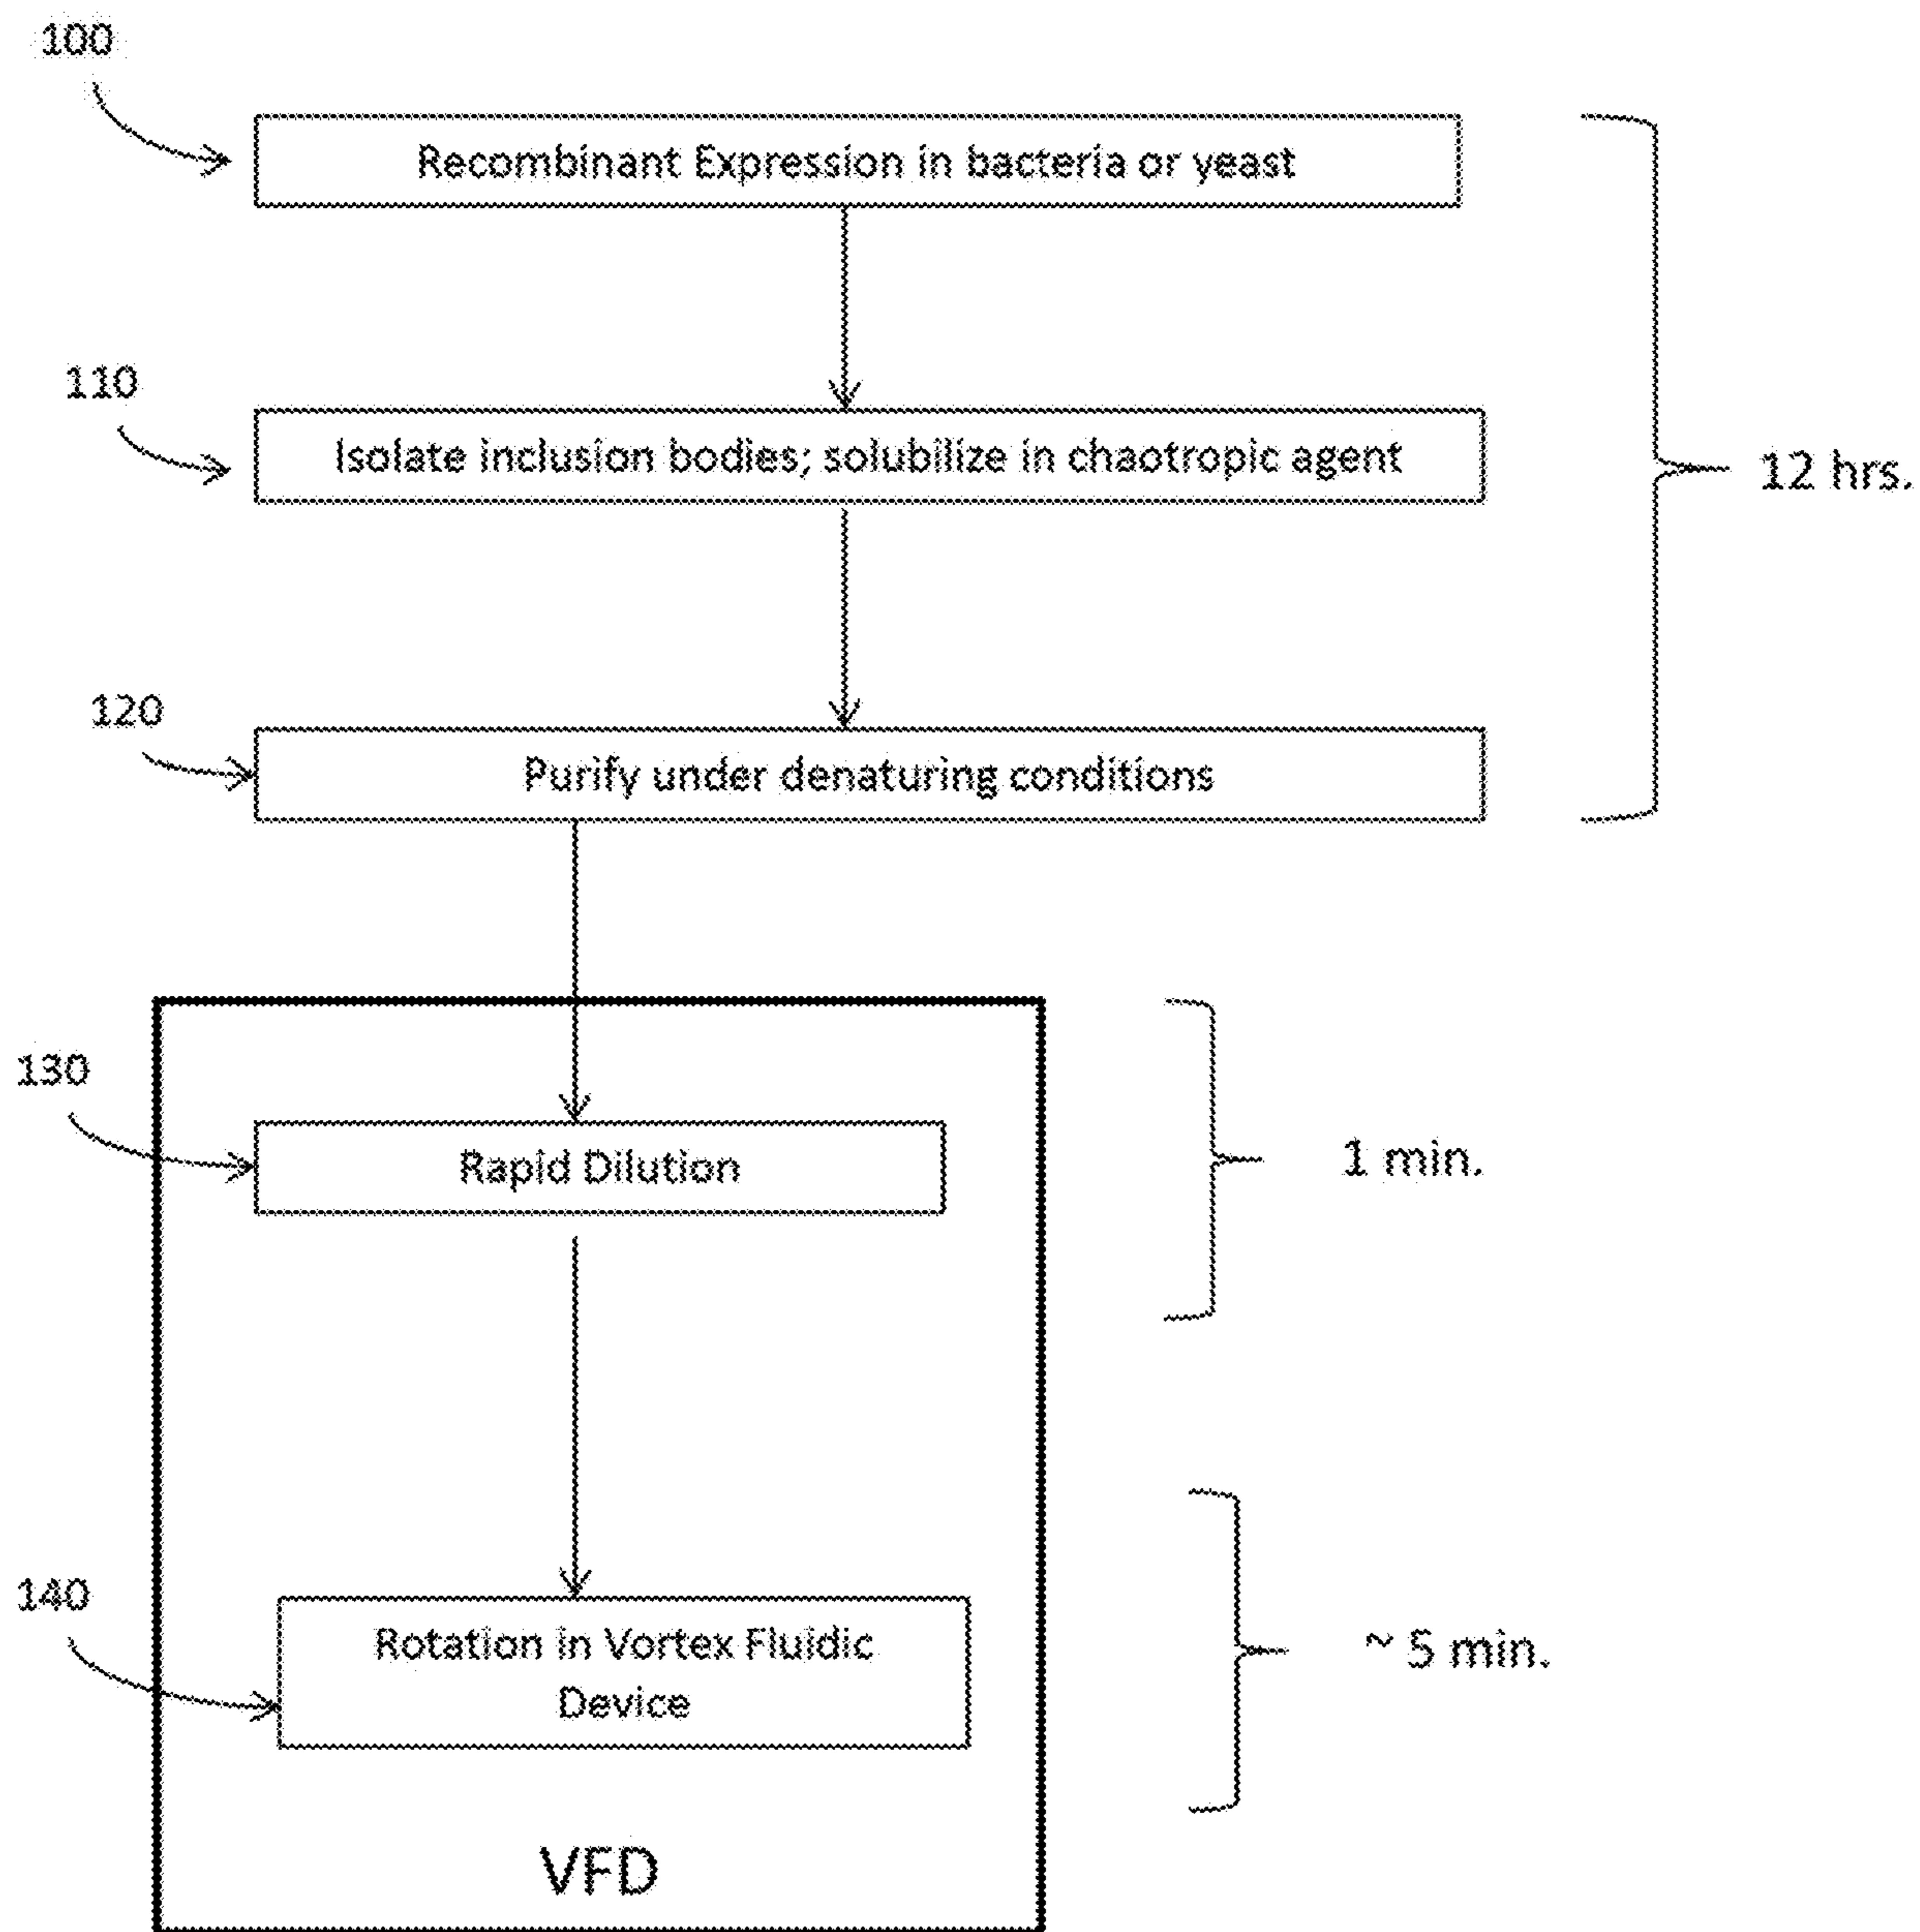 100
Recombinant Expression in bacteria or yeast
110
Isolate inclusion bodies; solubilize in chaotropic agent
12 hrs.
120
Purify under denaturing conditions
130
Rapid Dilution
1 min.
140
Rotation in Vortex Fluidic
Device
~ 5 min.
VFD